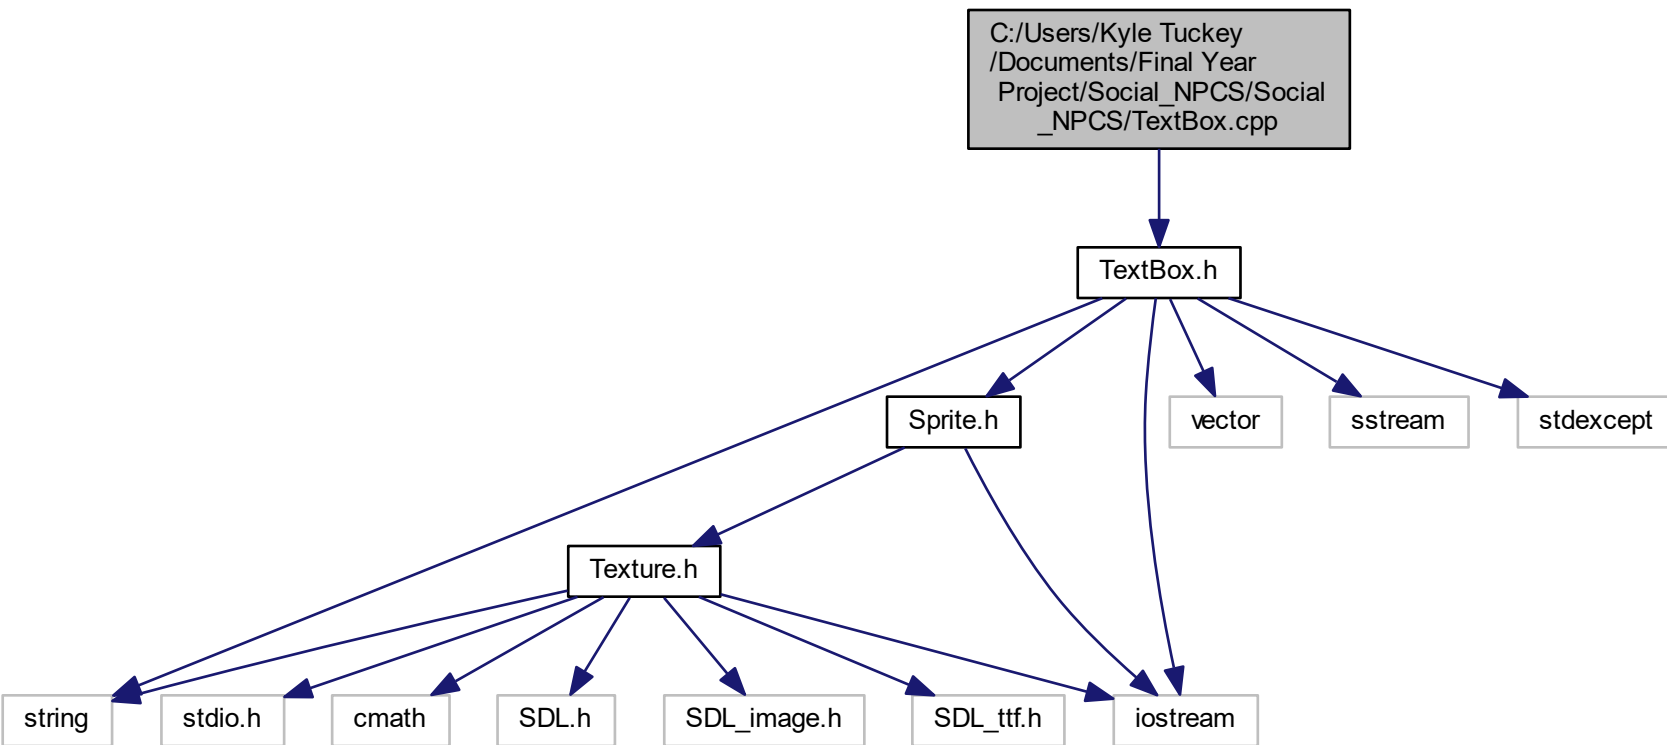 C:/Users/Kyle Tuckey
/Documents/Final Year
Project/Social_NPCS/Social
_NPCS/TextBox.cpp
TextBox.h
Sprite.h
vector
sstream
stdexcept
Texture.h
string
stdio.h
cmath
SDL.h
SDL_image.h
SDL_ttf.h
iostream